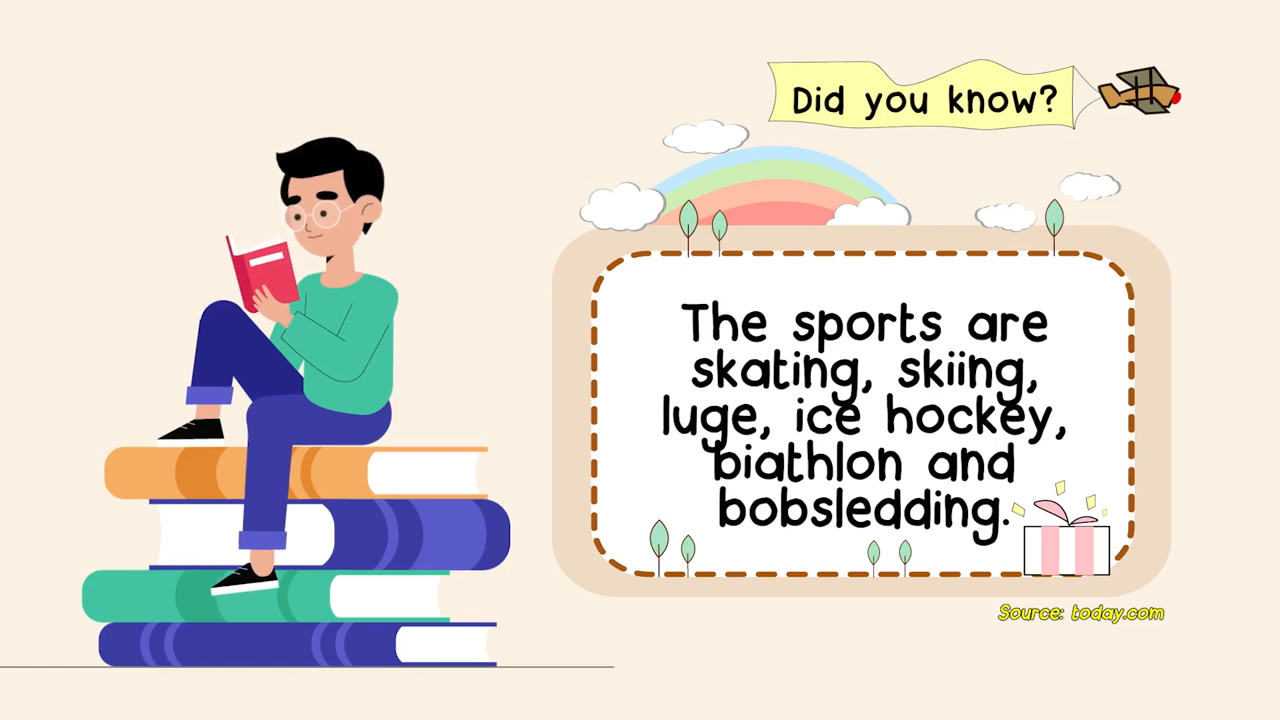 Did you know?
The sports are
skating, skiing,
luge, ice hockey,
biathlon and
bobsledding.
Source: today.com